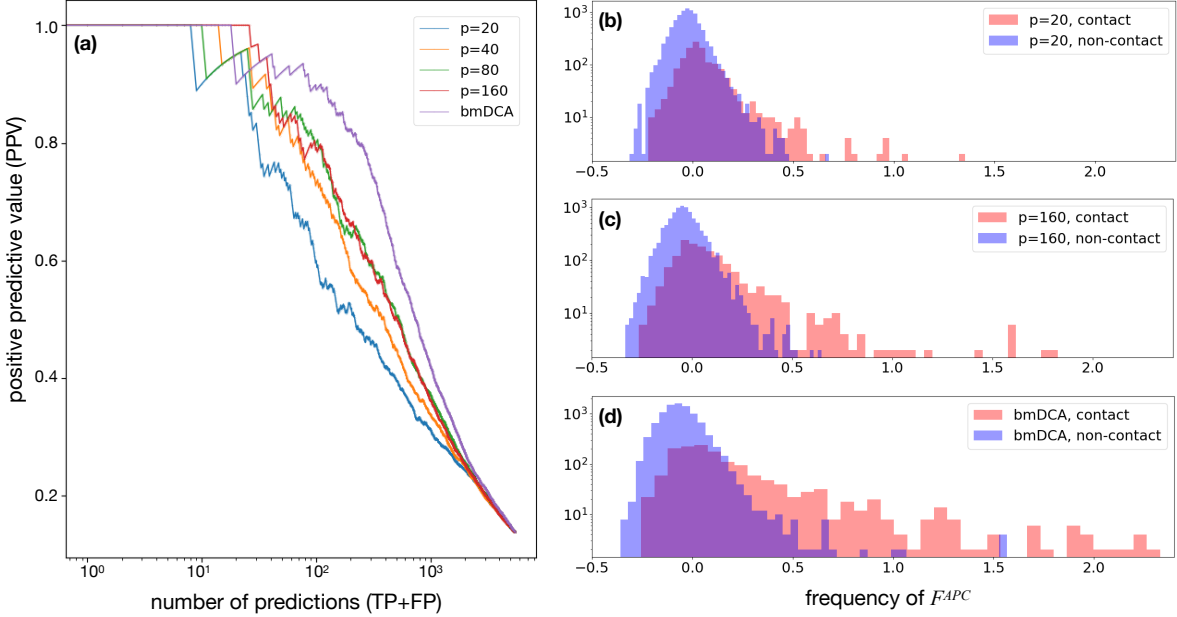 (a)
p=20
p=40
p=80
p=160
bmDCA
1.0
0.8
0.6
0.4
0.2
positive predictive value (PPV)
10⁰
10¹
10²
10³
number of predictions (TP+FP)
(b)
p=20, contact
p=20, non-contact
10³
10²
10¹
−0.5
0.0
0.5
1.0
1.5
2.0
(c)
p=160, contact
p=160, non-contact
10³
10²
10¹
−0.5
0.0
0.5
1.0
1.5
2.0
(d)
bmDCA, contact
bmDCA, non-contact
10³
10²
10¹
−0.5
0.0
0.5
1.0
1.5
2.0
frequency of F^APC